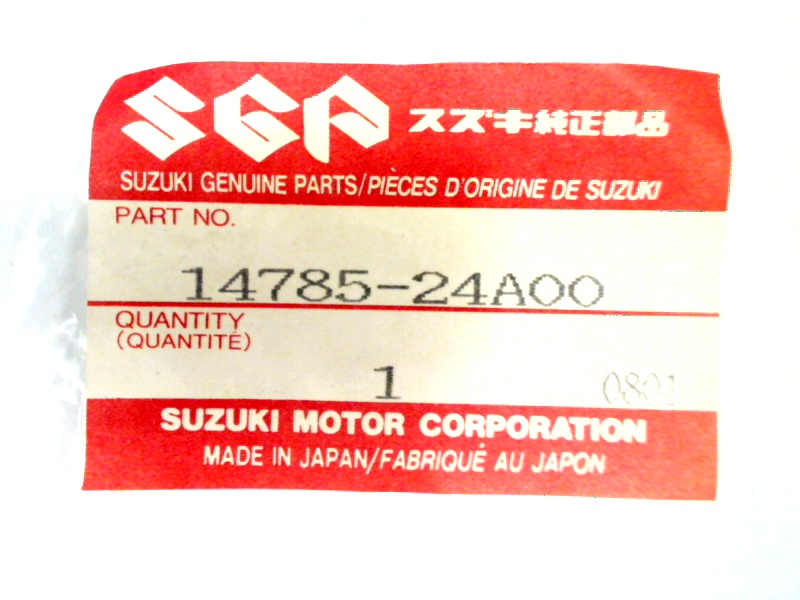 SGP スズキ純正部品
SUZUKI GENUINE PARTS/PIÈCES D'ORIGINE DE SUZUKI
PART NO.
14785-24A00
QUANTITY
(QUANTITÉ)
1 0801
SUZUKI MOTOR CORPORATION
MADE IN JAPAN/FABRIQUÉ AU JAPON